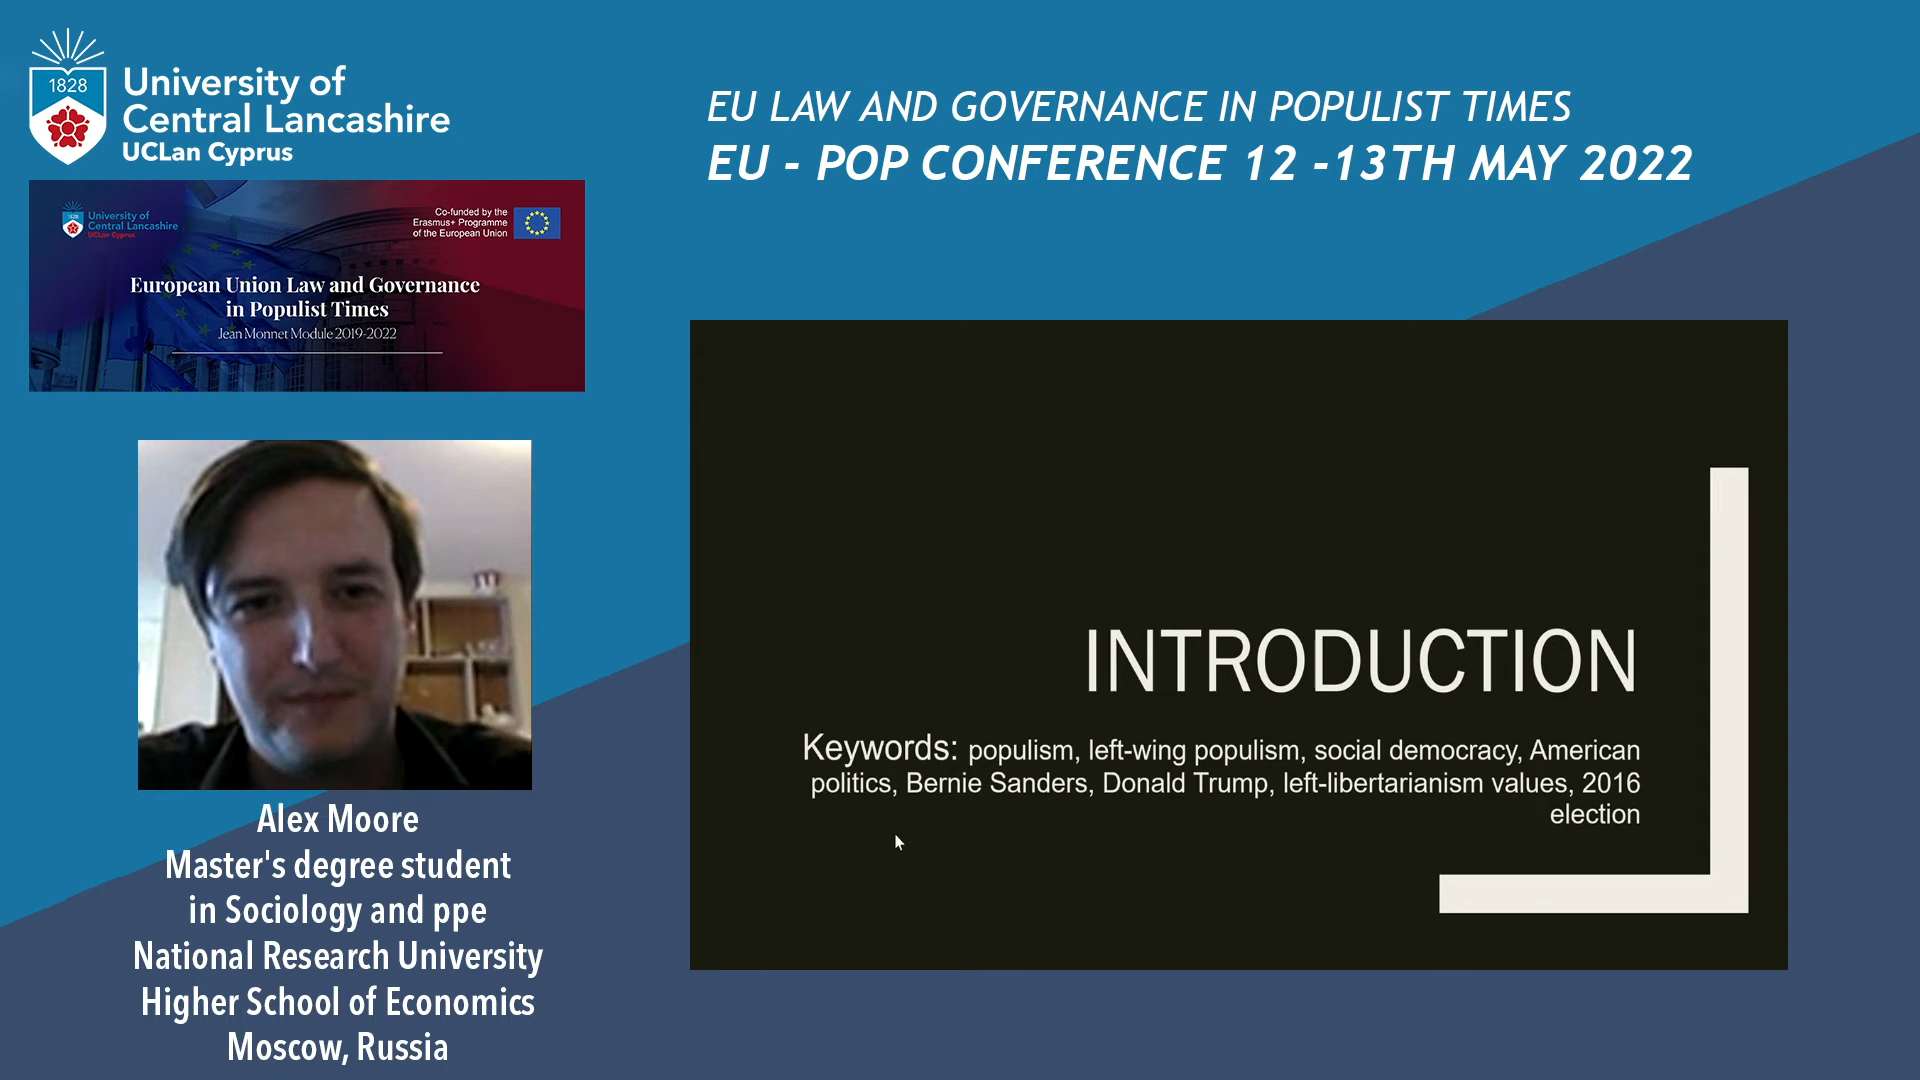 1828
University of
Central Lancashire
UCLan Cyprus
EU LAW AND GOVERNANCE IN POPULIST TIMES
EU - POP CONFERENCE 12 -13TH MAY 2022
1828
University of
Central Lancashire
UCLan Cyprus
Co-funded by the
Erasmus+ Programme
of the European Union
European Union Law and Governance
in Populist Times
Jean Monnet Module 2019-2022
INTRODUCTION
Keywords: populism, left-wing populism, social democracy, American
politics, Bernie Sanders, Donald Trump, left-libertarianism values, 2016
election
Alex Moore
Master's degree student
in Sociology and ppe
National Research University
Higher School of Economics
Moscow, Russia